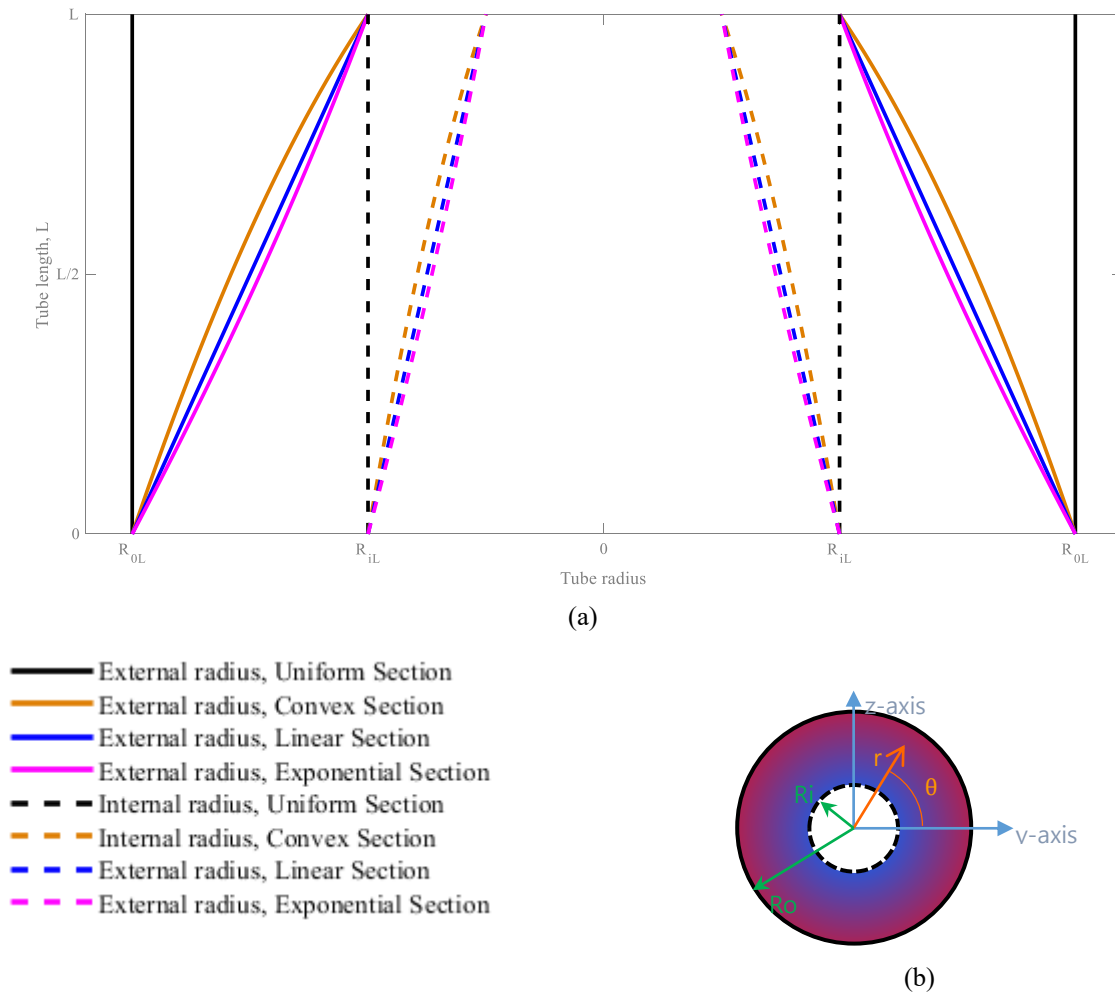 L
L/2
0
Tube length, L
R0L
RiL
0
RiL
R0L
Tube radius
(a)
External radius, Uniform Section
External radius, Convex Section
External radius, Linear Section
External radius, Exponential Section
Internal radius, Uniform Section
Internal radius, Convex Section
External radius, Linear Section
External radius, Exponential Section
z-axis
r
θ
Ri
y-axis
Ro
(b)